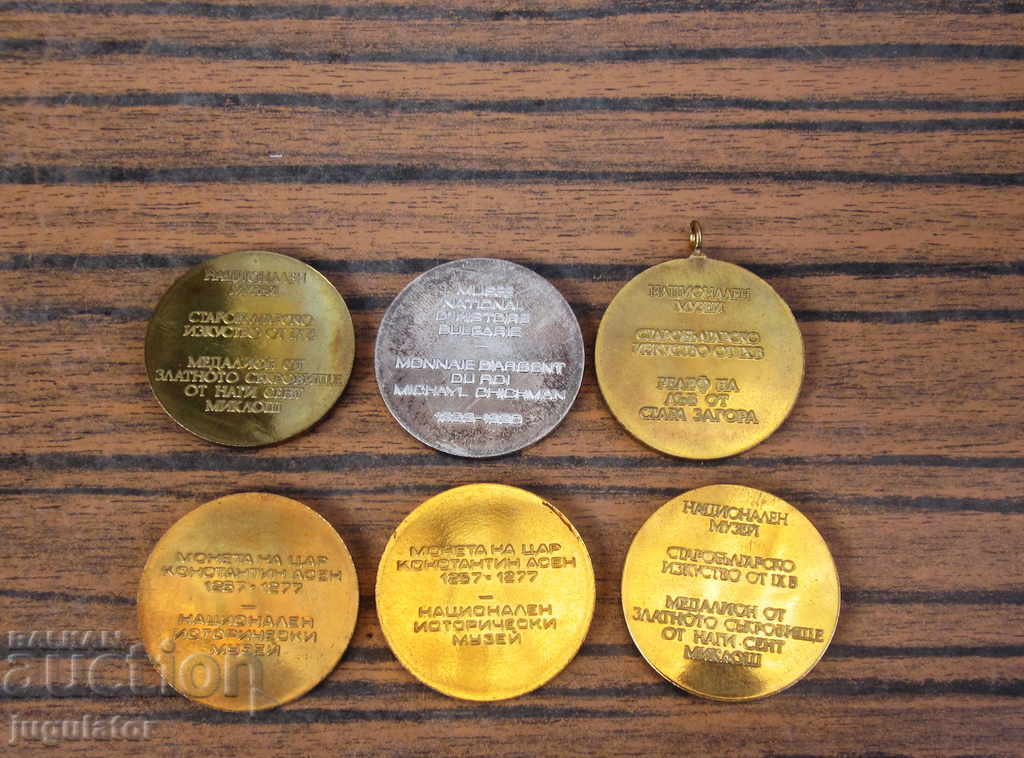 НАЦИОНАЛЕН
МУЗЕЙ
СТАРОБЪЛГАРСКО
ИЗКУСТВО ОТ IX В
МЕДАЛИОН ОТ
ЗЛАТНОТО СЪКРОВИЩЕ
ОТ НАГИ СЕНТ
МИКЛОШ
MUSEE
NATIONAL
D'HISTOIRE
BULGARIE
MONNAIE D'ARGENT
DU ROI
MICHAYL CHICHMAN
НАЦИОНАЛЕН
МУЗЕЙ
СТАРОБЪЛГАРСКО
ИЗКУСТВО ОТ IX В
РЕЛЕФ НА
ЛЪВ ОТ
СТАРА ЗАГОРА
МОНЕТА НА ЦАР
КОНСТАНТИН АСЕН
1257-1277
НАЦИОНАЛЕН
ИСТОРИЧЕСКИ
МУЗЕЙ
МОНЕТА НА ЦАР
КОНСТАНТИН АСЕН
1257-1277
НАЦИОНАЛЕН
ИСТОРИЧЕСКИ
МУЗЕЙ
НАЦИОНАЛЕН
МУЗЕЙ
СТАРОБЪЛГАРСКО
ИЗКУСТВО ОТ IX В
МЕДАЛИОН ОТ
ЗЛАТНОТО СЪКРОВИЩЕ
ОТ НАГИ СЕНТ
МИКЛОШ
BALKAN
auction
jugulator